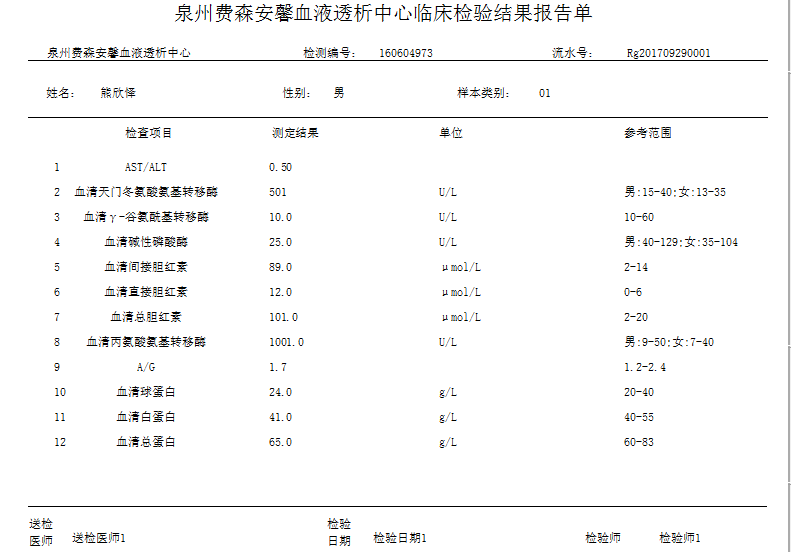 泉州费森安馨血液透析中心临床检验结果报告单
泉州费森安馨血液透析中心 检测编号: 160604973 流水号: Rg201709290001
姓名: 熊欣怿 性别: 男 样本类别: 01
检查项目 测定结果 单位 参考范围
1 AST/ALT 0.50
2 血清天门冬氨酸氨基转移酶 501 U/L 男:15-40;女:13-35
3 血清γ-谷氨酰基转移酶 10.0 U/L 10-60
4 血清碱性磷酸酶 25.0 U/L 男:40-129;女:35-104
5 血清间接胆红素 89.0 μmol/L 2-14
6 血清直接胆红素 12.0 μmol/L 0-6
7 血清总胆红素 101.0 μmol/L 2-20
8 血清丙氨酸氨基转移酶 1001.0 U/L 男:9-50;女:7-40
9 A/G 1.7 1.2-2.4
10 血清球蛋白 24.0 g/L 20-40
11 血清白蛋白 41.0 g/L 40-55
12 血清总蛋白 65.0 g/L 60-83
送检医师 送检医师1 检验日期 检验日期1 检验师 检验师1